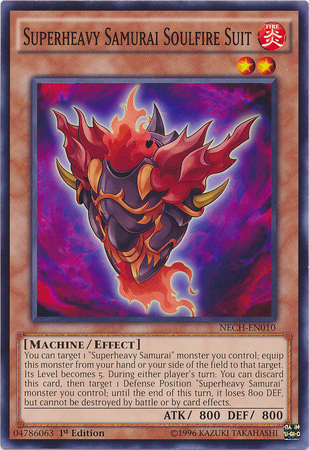 Superheavy Samurai Soulfire Suit
FIRE
炎
NECH-EN010
[Machine/Effect]
You can target 1 "Superheavy Samurai" monster you control; equip
this monster from your hand or your side of the field to that target.
Its Level becomes 5. During either player's turn: You can discard
this card, then target 1 Defense Position "Superheavy Samurai"
monster you control; until the end of this turn, it loses 800 DEF,
but cannot be destroyed by battle or by card effects.
ATK/ 800 DEF/ 800
04786063 1st Edition ©1996 KAZUKI TAKAHASHI